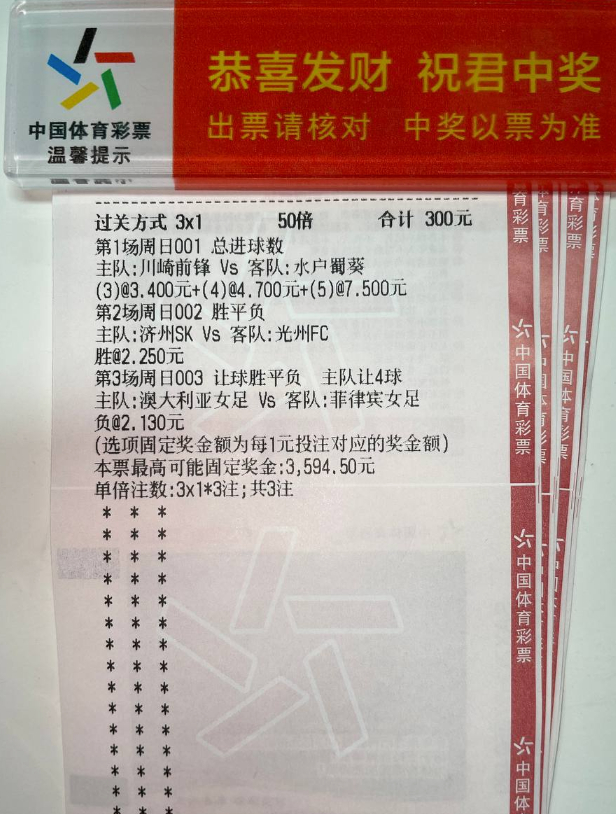 恭喜发财 祝君中奖
出票请核对 中奖以票为准
中国体育彩票
温馨提示
过关方式 3x1 50倍 合计 300元
第1场周日001 总进球数
主队:川崎前锋 Vs 客队:水户蜀葵
(3)@3.400元+(4)@4.700元+(5)@7.500元
第2场周日002 胜平负
主队:济州SK Vs 客队:光州FC
胜@2.250元
第3场周日003 让球胜平负 主队让4球
主队:澳大利亚女足 Vs 客队:菲律宾女足
负@2.130元
(选项固定奖金额为每1元投注对应的奖金额)
本票最高可能固定奖金:3,594.50元
单倍注数:3x1*3注;共3注
* * *
* * *
* * *
* * *
* * *
* * *
* * *
* * *
* * *
* * *
* * *
* * *
* * *
* * *
育彩票
中国体育彩票
中国体育彩票
中国体